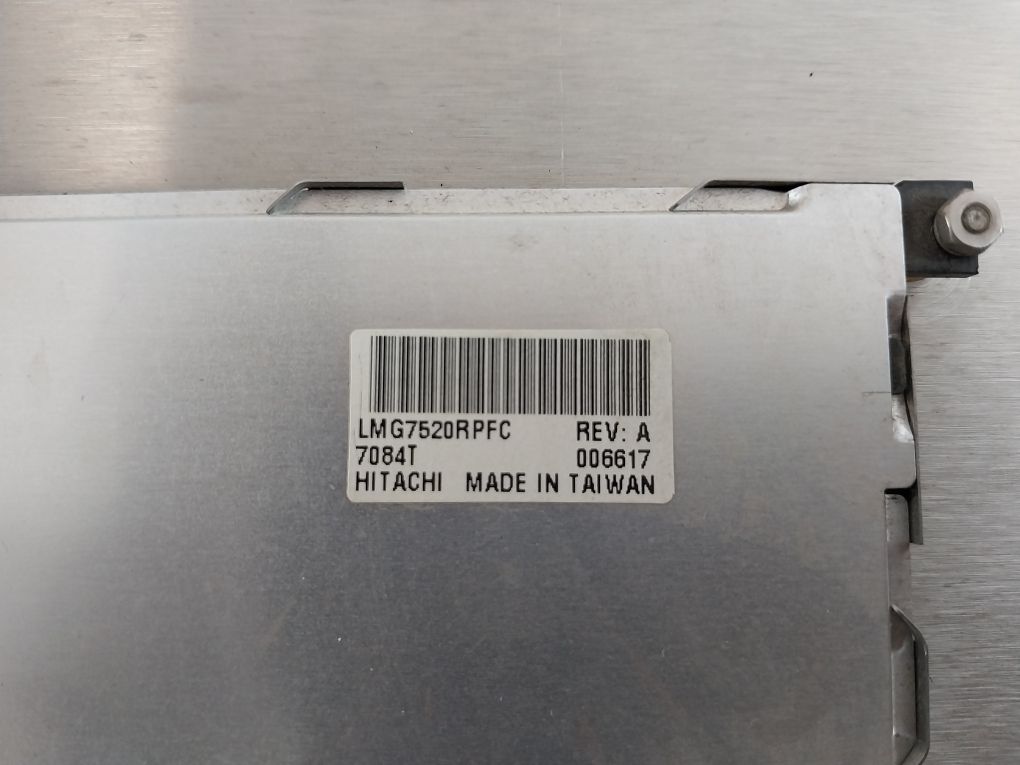 LMG7520RPFC REV: A
7084T 006617
HITACHI MADE IN TAIWAN